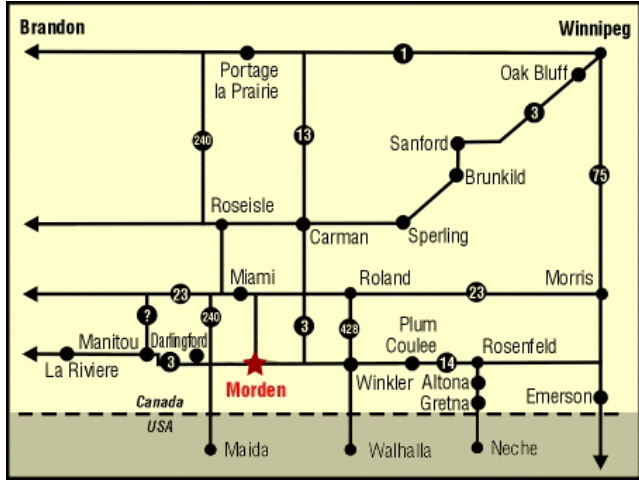 Brandon
Winnipeg
1
Portage
la Prairie
Oak Bluff
3
240
13
Sanford
75
Brunkild
Roseisle
Carman
Sperling
Miami
Roland
Morris
23
23
?
240
3
428
Plum
Coulee
Manitou
Darlingford
3
14
Rosenfeld
La Riviere
Morden
Winkler
Altona
Gretna
Emerson
Canada
USA
Maida
Walhalla
Neche